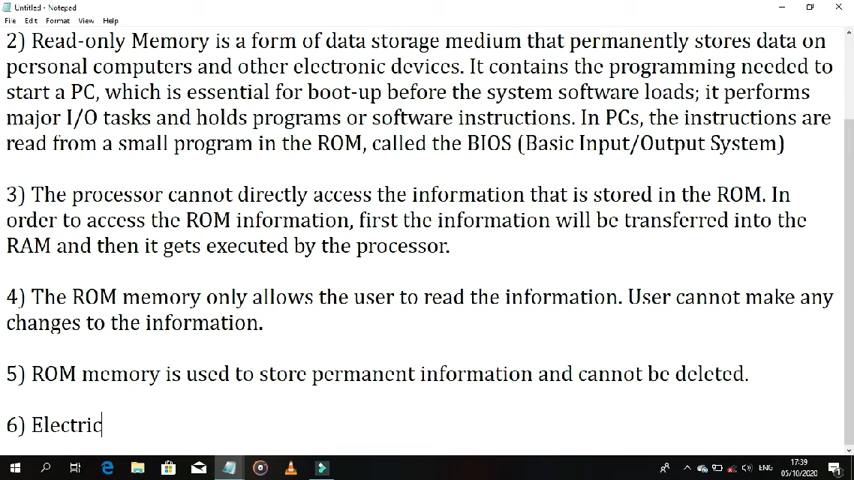 Untitled - Notepad
File Edit Format View Help
2) Read-only Memory is a form of data storage medium that permanently stores data on
personal computers and other electronic devices. It contains the programming needed to
start a PC, which is essential for boot-up before the system software loads; it performs
major I/O tasks and holds programs or software instructions. In PCs, the instructions are
read from a small program in the ROM, called the BIOS (Basic Input/Output System)
3) The processor cannot directly access the information that is stored in the ROM. In
order to access the ROM information, first the information will be transferred into the
RAM and then it gets executed by the processor.
4) The ROM memory only allows the user to read the information. User cannot make any
changes to the information.
5) ROM memory is used to store permanent information and cannot be deleted.
6) Electric
ENG
17:39
05/10/2020